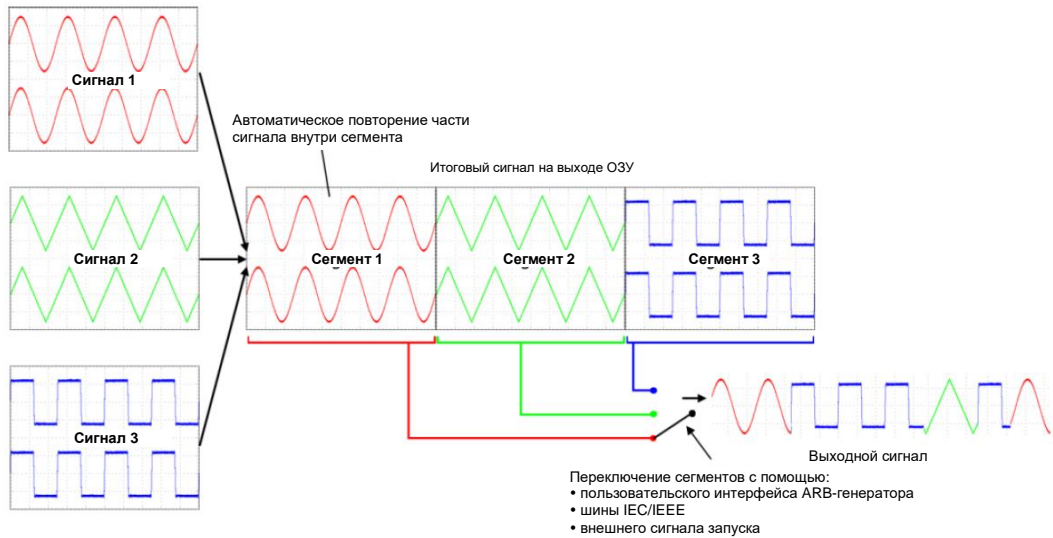 Сигнал 1
Автоматическое повторение части
сигнала внутри сегмента
Итоговый сигнал на выходе ОЗУ
Сигнал 2
Сегмент 1
Сегмент 2
Сегмент 3
Сигнал 3
Выходной сигнал
Переключение сегментов с помощью:
• пользовательского интерфейса ARB-генератора
• шины IEC/IEEE
• внешнего сигнала запуска